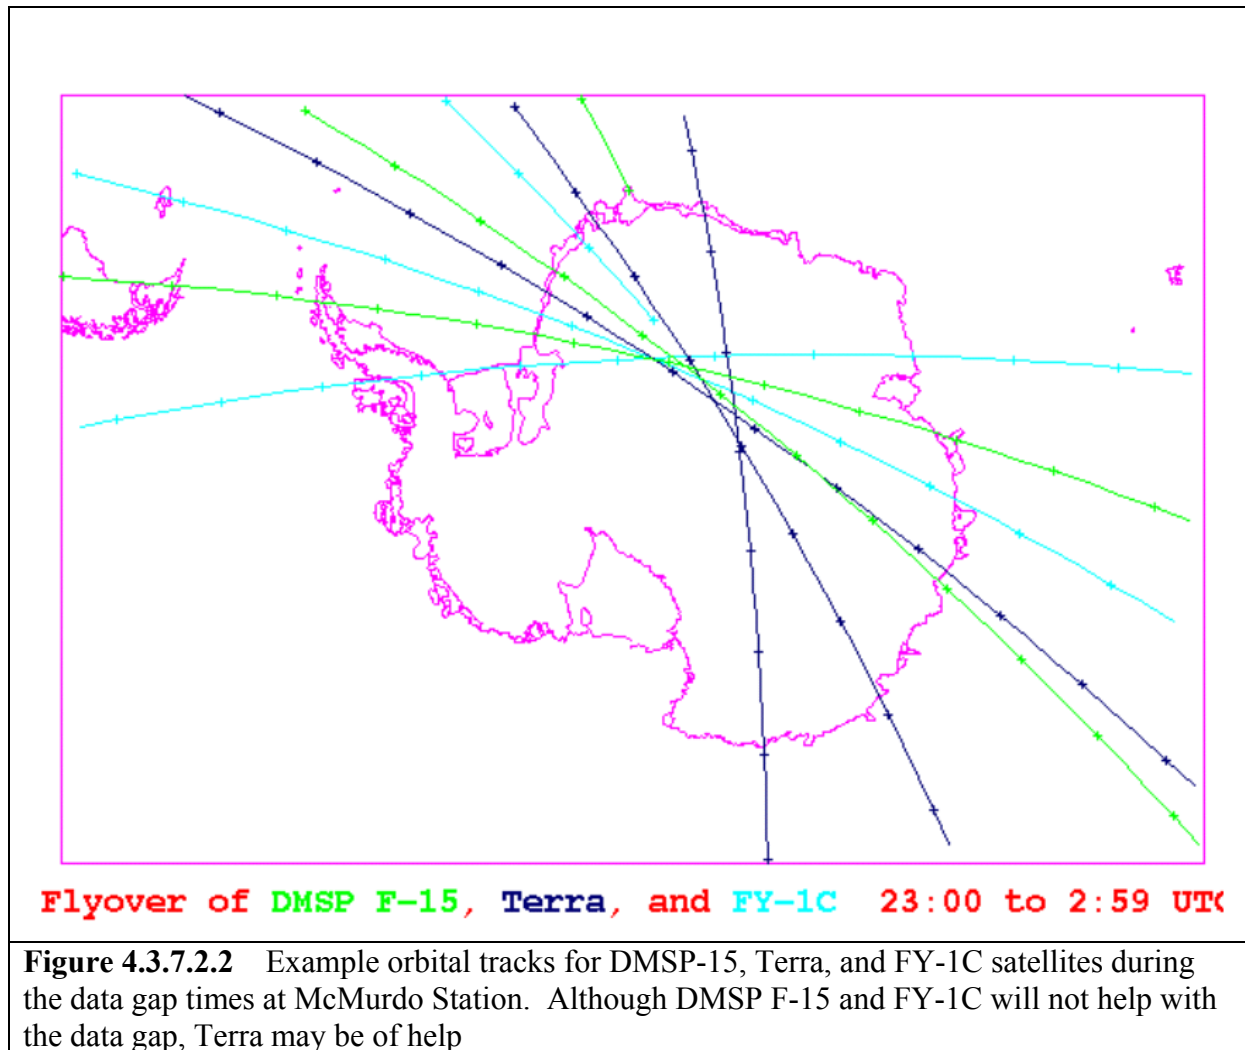 Flyover of DMSP F-15, Terra, and FY-1C 23:00 to 2:59 UTC
Figure 4.3.7.2.2 Example orbital tracks for DMSP-15, Terra, and FY-1C satellites during
the data gap times at McMurdo Station. Although DMSP F-15 and FY-1C will not help with
the data gap, Terra may be of help